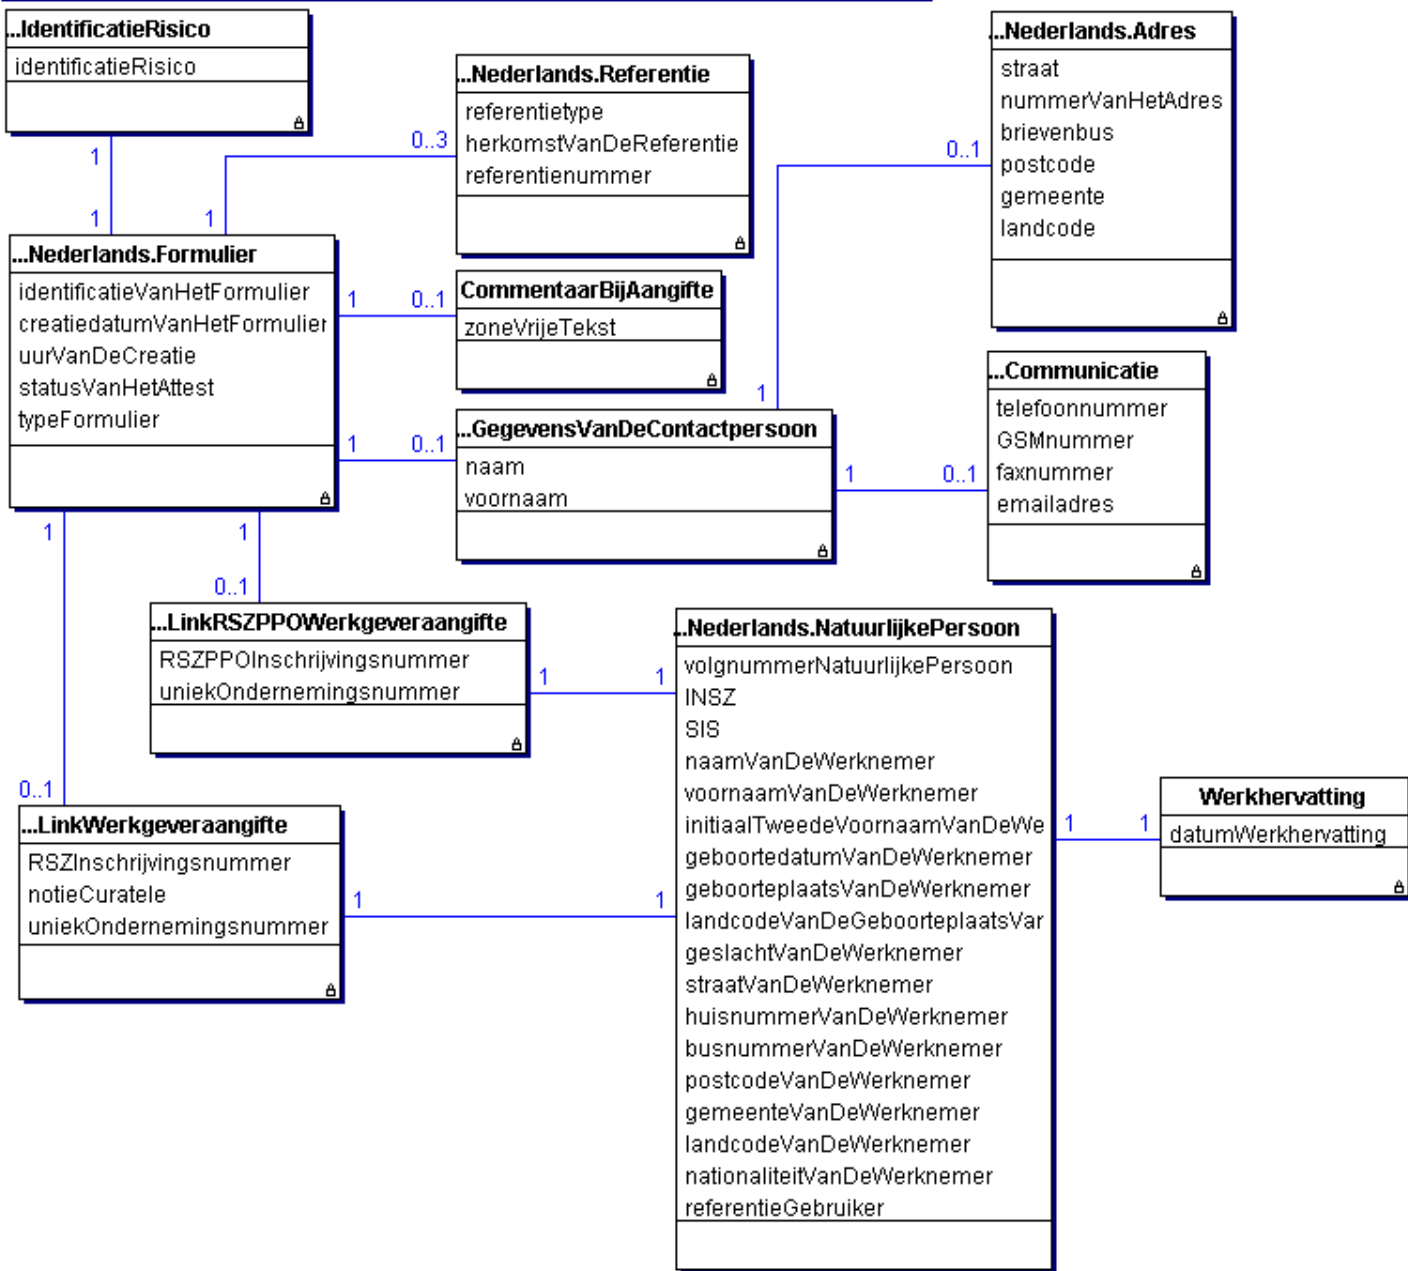 ...IdentificatieRisico
identificatieRisico
1
1
...Nederlands.Referentie
referentietype
herkomstVanDeReferentie
referentienummer
0..3
1
...Nederlands.Adres
straat
nummerVanHetAdres
brievenbus
postcode
gemeente
landcode
0..1
1
...Nederlands.Formulier
identificatieVanHetFormulier
creatiedatumVanHetFormulier
uurVanDeCreatie
statusVanHetAttest
typeFormulier
1
0..1
CommentaarBijAangifte
zoneVrijeTekst
1
0..1
...GegevensVanDeContactpersoon
naam
voornaam
1
0..1
...Communicatie
telefoonnummer
GSMnummer
faxnummer
emailadres
1
0..1
1
0..1
...LinkRSZPPOWerkgeveraangifte
RSZPPOInschrijvingsnummer
uniekOndernemingsnummer
1
1
...LinkWerkgeveraangifte
RSZInschrijvingsnummer
notieCuratele
uniekOndernemingsnummer
1
1
...Nederlands.NatuurlijkePersoon
volgnummerNatuurlijkePersoon
INSZ
SIS
naamVanDeWerknemer
voornaamVanDeWerknemer
initiaalTweedeVoornaamVanDeWe
geboortedatumVanDeWerknemer
geboorteplaatsVanDeWerknemer
landcodeVanDeGeboorteplaatsVar
geslachtVanDeWerknemer
straatVanDeWerknemer
huisnummerVanDeWerknemer
busnummerVanDeWerknemer
postcodeVanDeWerknemer
gemeenteVanDeWerknemer
landcodeVanDeWerknemer
nationaliteitVanDeWerknemer
referentieGebruiker
1
1
Werkhervatting
datumWerkhervatting